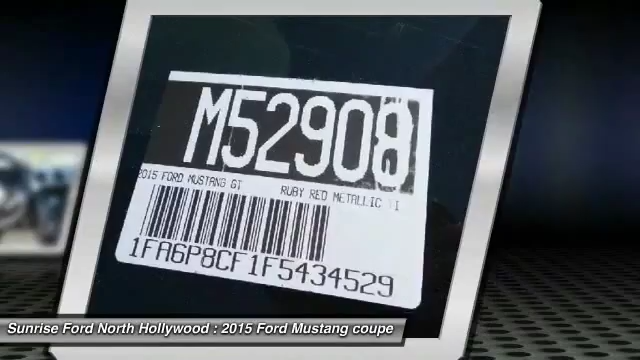 M52908
2015 FORD MUSTANG GT RUBY RED METALLIC
1FA6P8CF1F5434529
Sunrise Ford North Hollywood : 2015 Ford Mustang coupe